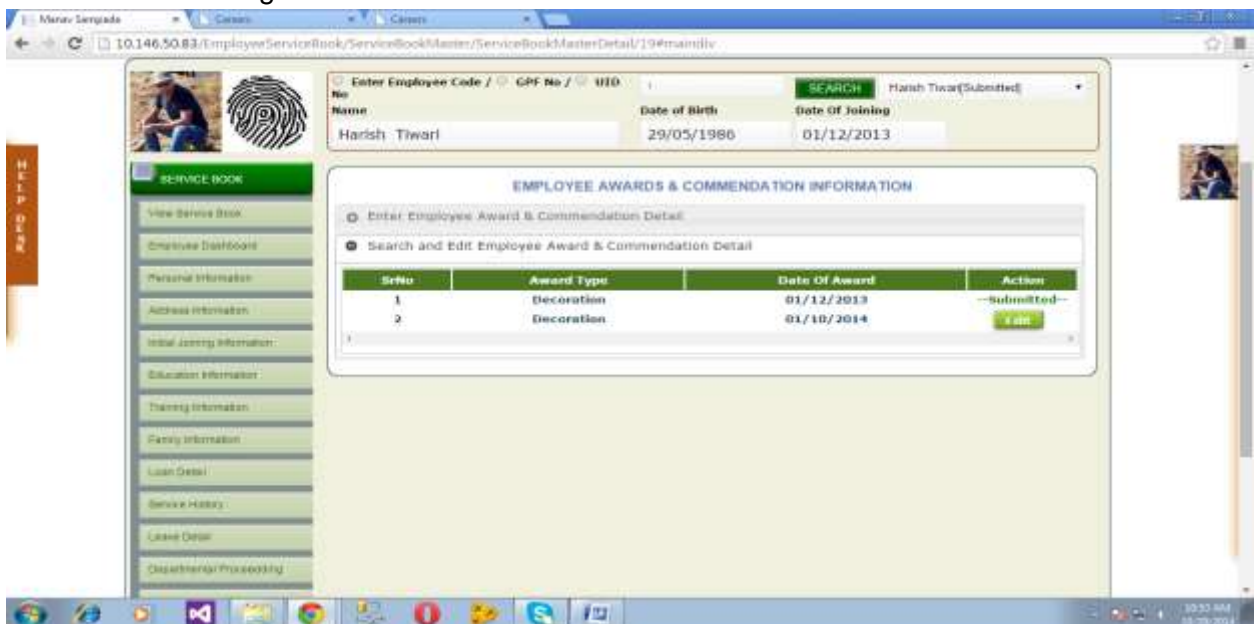 Manav Sampada
Careers
Careers
10.146.50.83/EmployeeServiceBook/ServiceBookMaster/ServiceBookMasterDetail/19#maindiv
Enter Employee Code / GPF No / UID No
SEARCH
Harish Tiwari(Submitted)
Name
Date of Birth
Date Of Joining
Harish Tiwari
29/05/1986
01/12/2013
HELP DESK
SERVICE BOOK
View Service Book
Employee Dashboard
Personal Information
Address Information
Initial Joining Information
Education Information
Training Information
Family Information
Loan Detail
Service History
Leave Detail
Departmental Proceeding
EMPLOYEE AWARDS & COMMENDATION INFORMATION
Enter Employee Award & Commendation Detail
Search and Edit Employee Award & Commendation Detail
SrNo Award Type Date Of Award Action
1 Decoration 01/12/2013 --Submitted--
2 Decoration 01/10/2014 Edit
10:53 AM